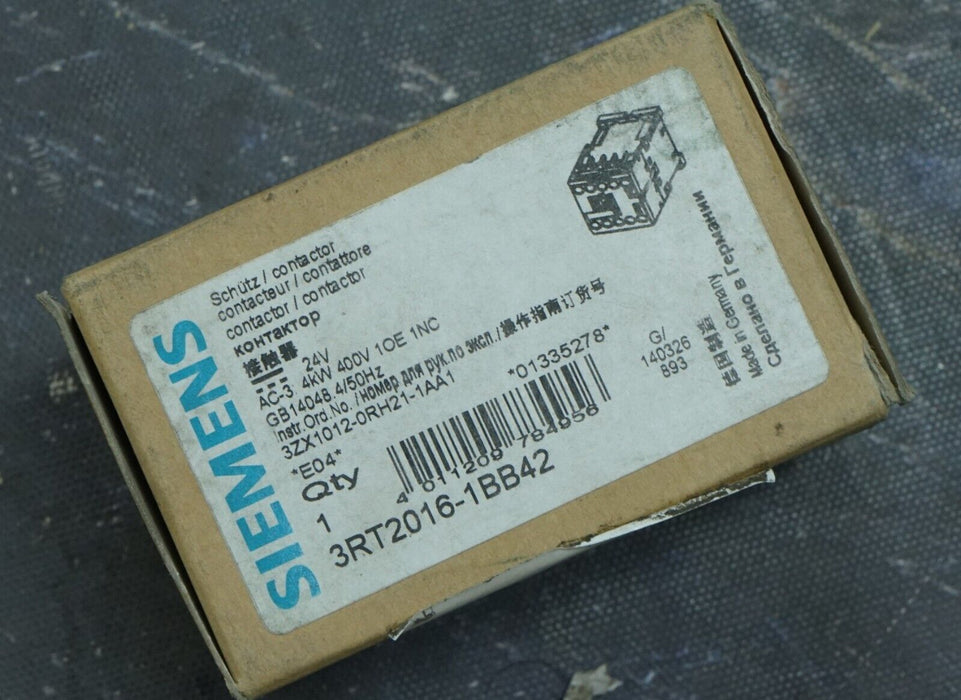 SIEMENS
Schütz / contactor
contacteur / contattore
contactor / contactor
контактор
接触器
24V
AC-3 4kW 400V 1OE 1NC
GB14048.4/50Hz
Instr.Ord.No. / номер для рук.по эксп./操作指南订货号
3ZX1012-0RH21-1AA1
*01335278*
*E04*
Qty
1
4 011209 784956
3RT2016-1BB42
G/
140326
893
德国制造
Made in Germany
Сделано в Германии